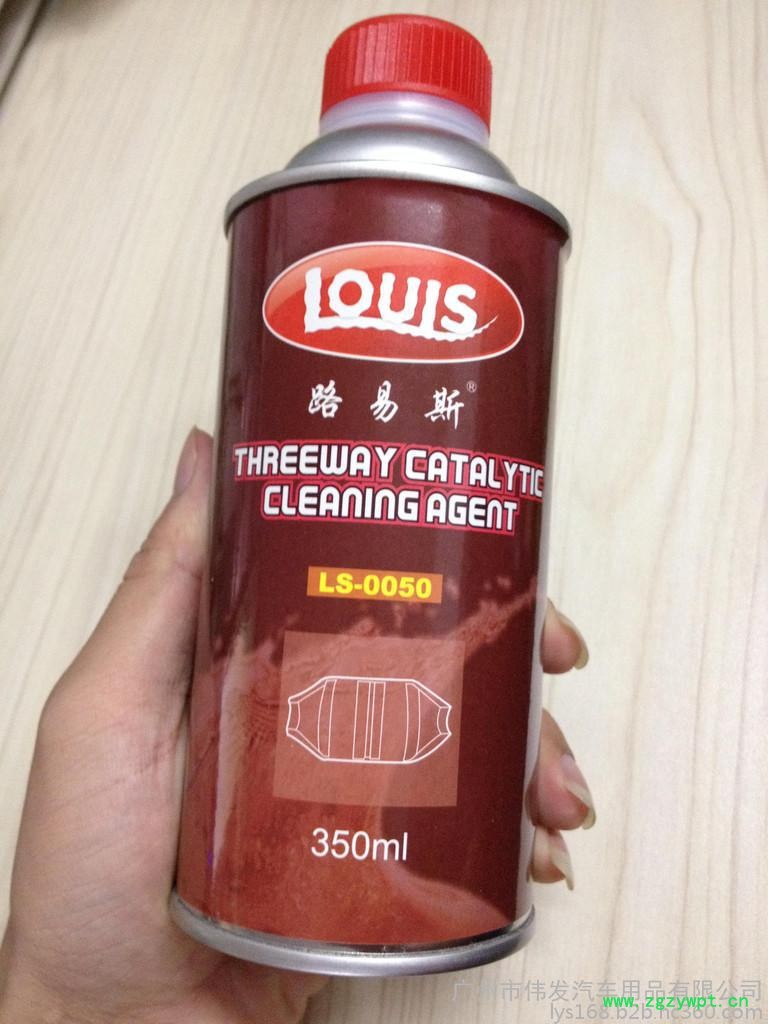 LOUIS
路易斯®
THREEWAY CATALYTIC
CLEANING AGENT
LS-0050
350ml
广州市伟发汽车用品有限公司
www.zgzywpt.cn
lys168.b2b.hc360.com